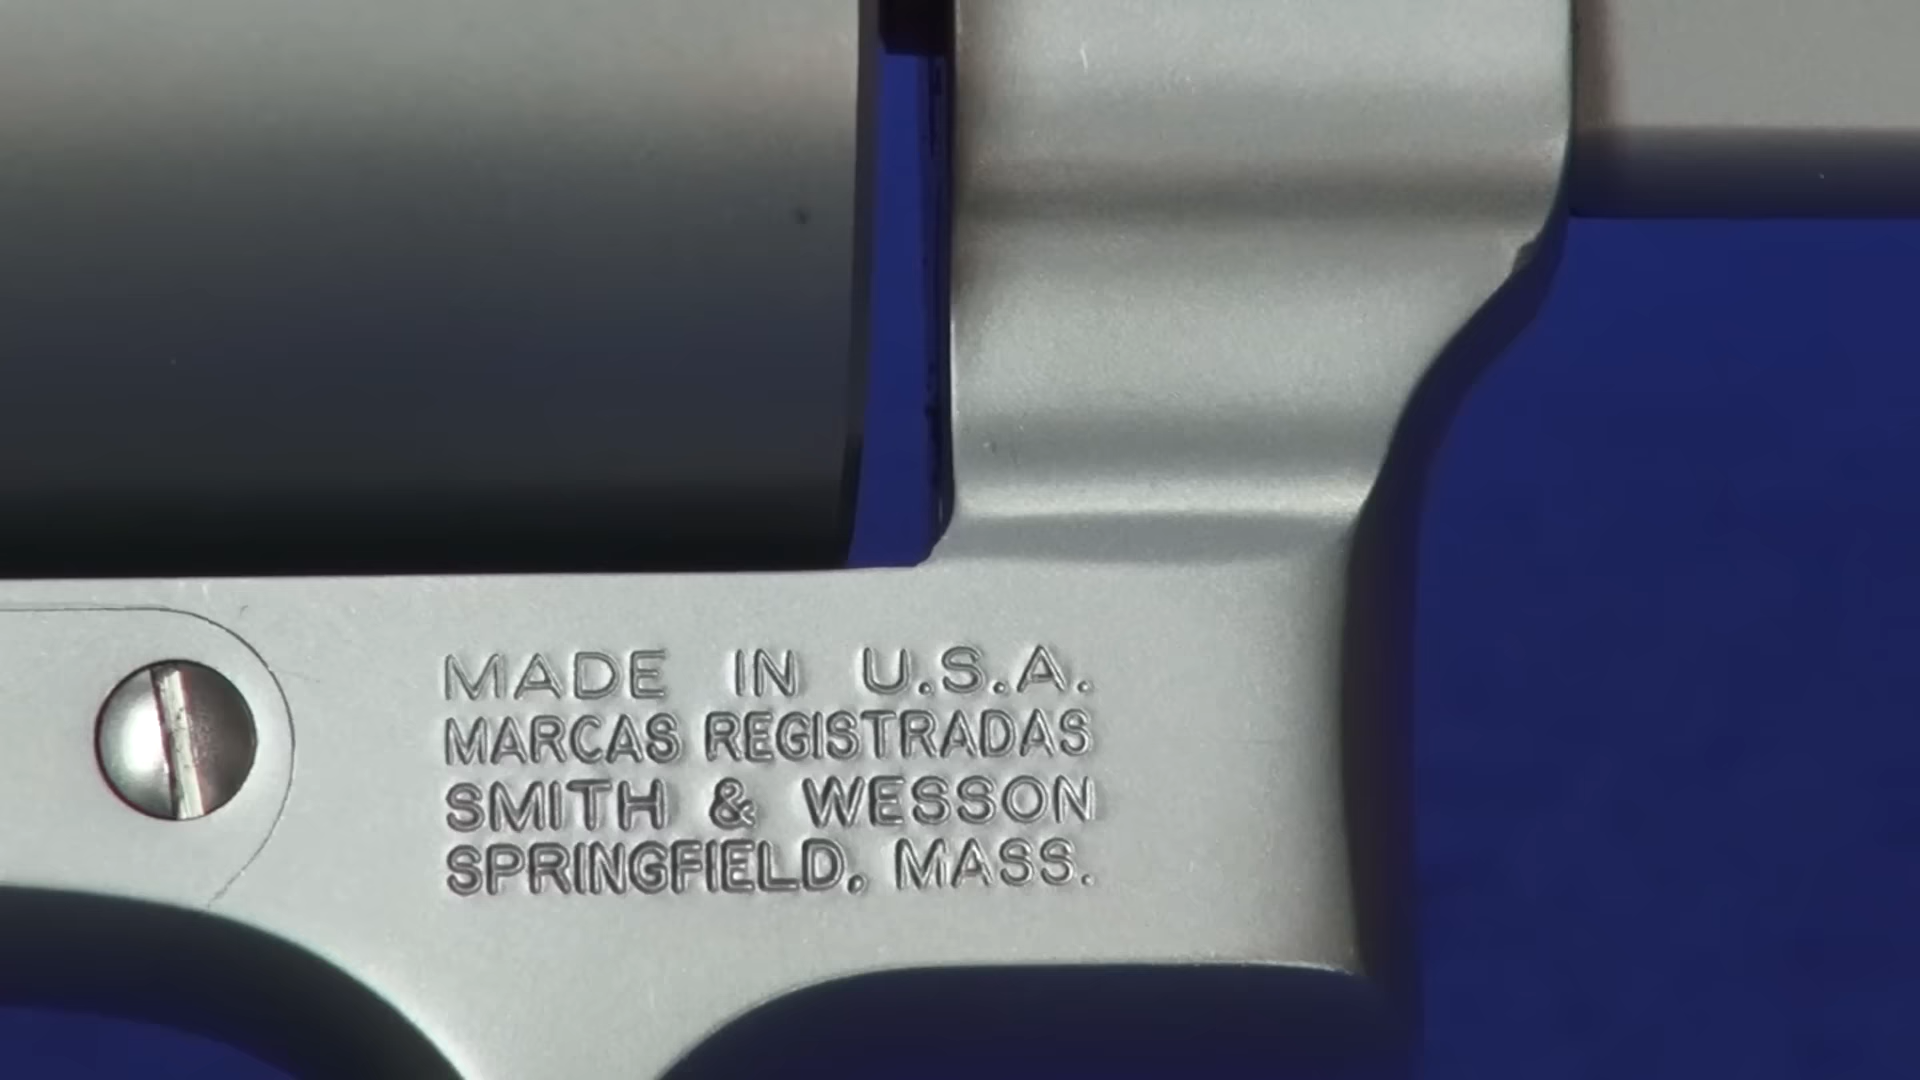 MADE IN U.S.A.
MARCAS REGISTRADAS
SMITH & WESSON
SPRINGFIELD, MASS.